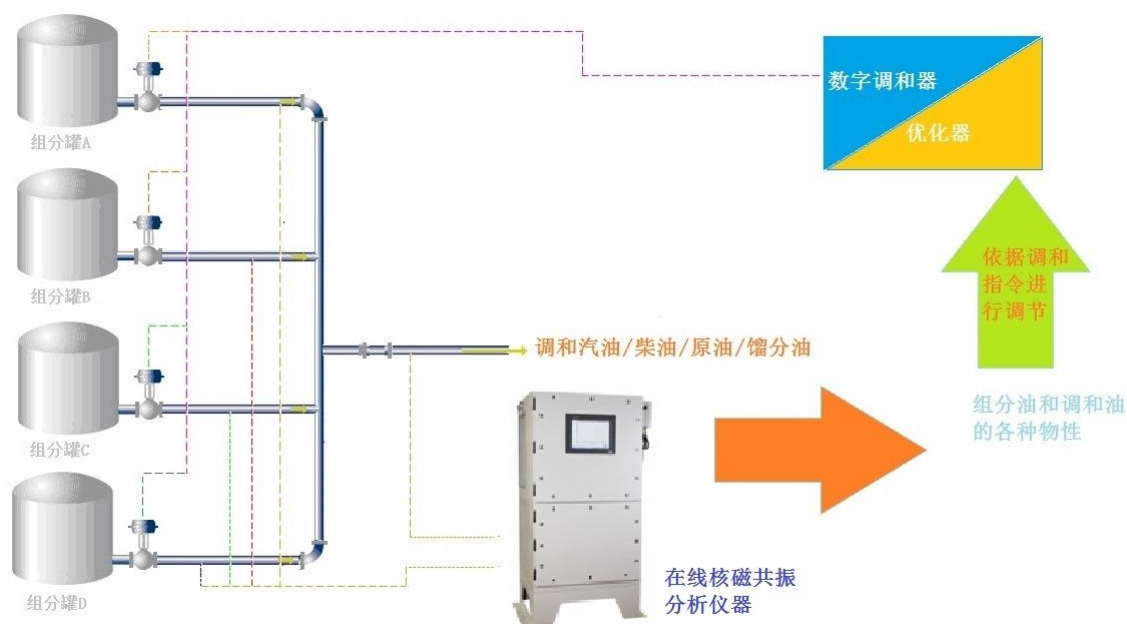 组分罐A
数字调和器
优化器
组分罐B
依据调和
指令进
行调节
调和汽油/柴油/原油/馏分油
组分罐C
组分油和调和油
的各种物性
在线核磁共振
分析仪器
组分罐D